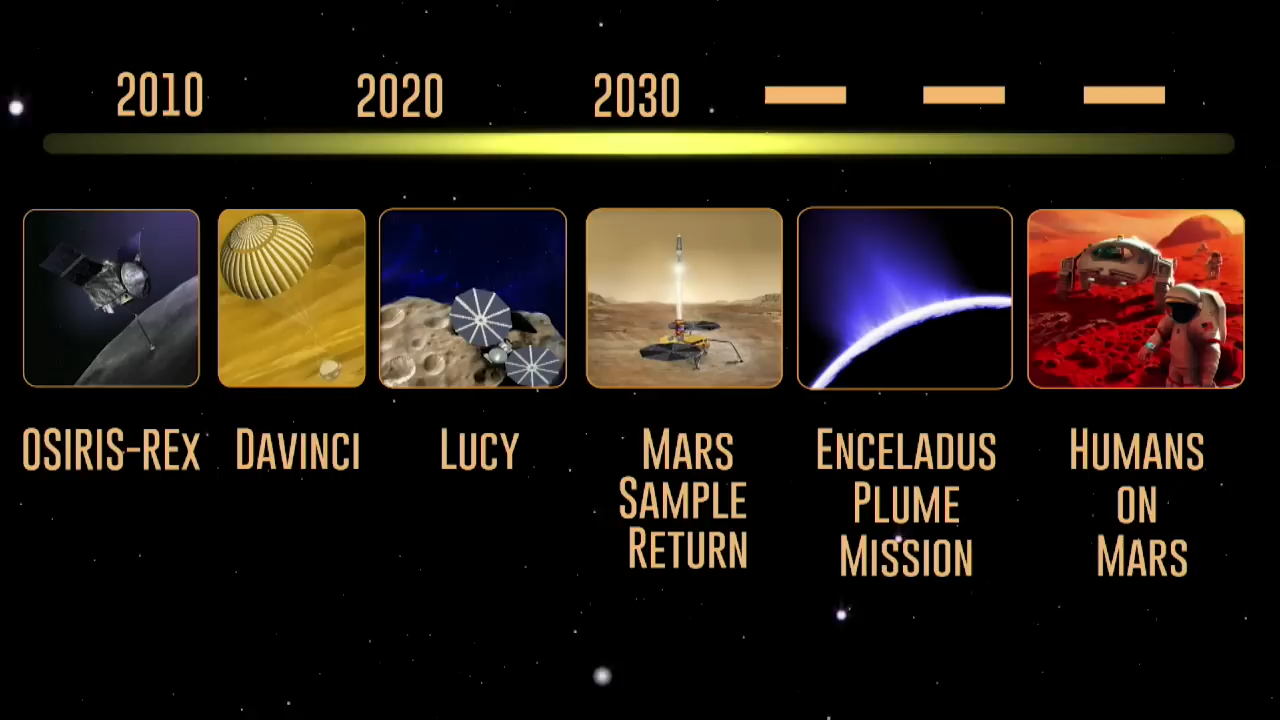 2010 2020 2030
OSIRIS-REx
DAVINCI
LUCY
MARS
SAMPLE
RETURN
ENCELADUS
PLUME
MISSION
HUMANS
ON
MARS